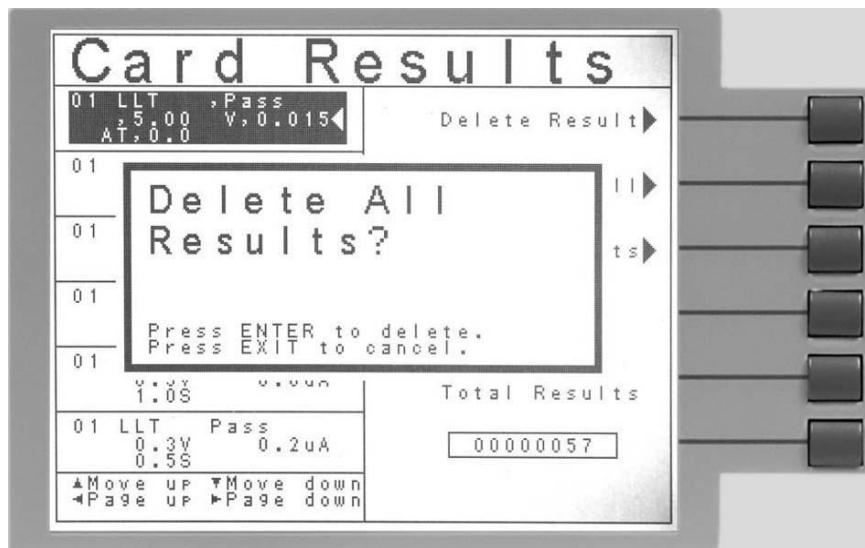 Card Results
01 LLT ,Pass
,5.00 V,0.015
AT,0.0
Delete Result
01
ll
01
ts
01
01
Delete All
Results?
Press ENTER to delete.
Press EXIT to cancel.
1.0S
Total Results
01 LLT Pass
0.3V 0.2uA
0.5S
00000057
▲Move up ▼Move down
◄Page up ►Page down